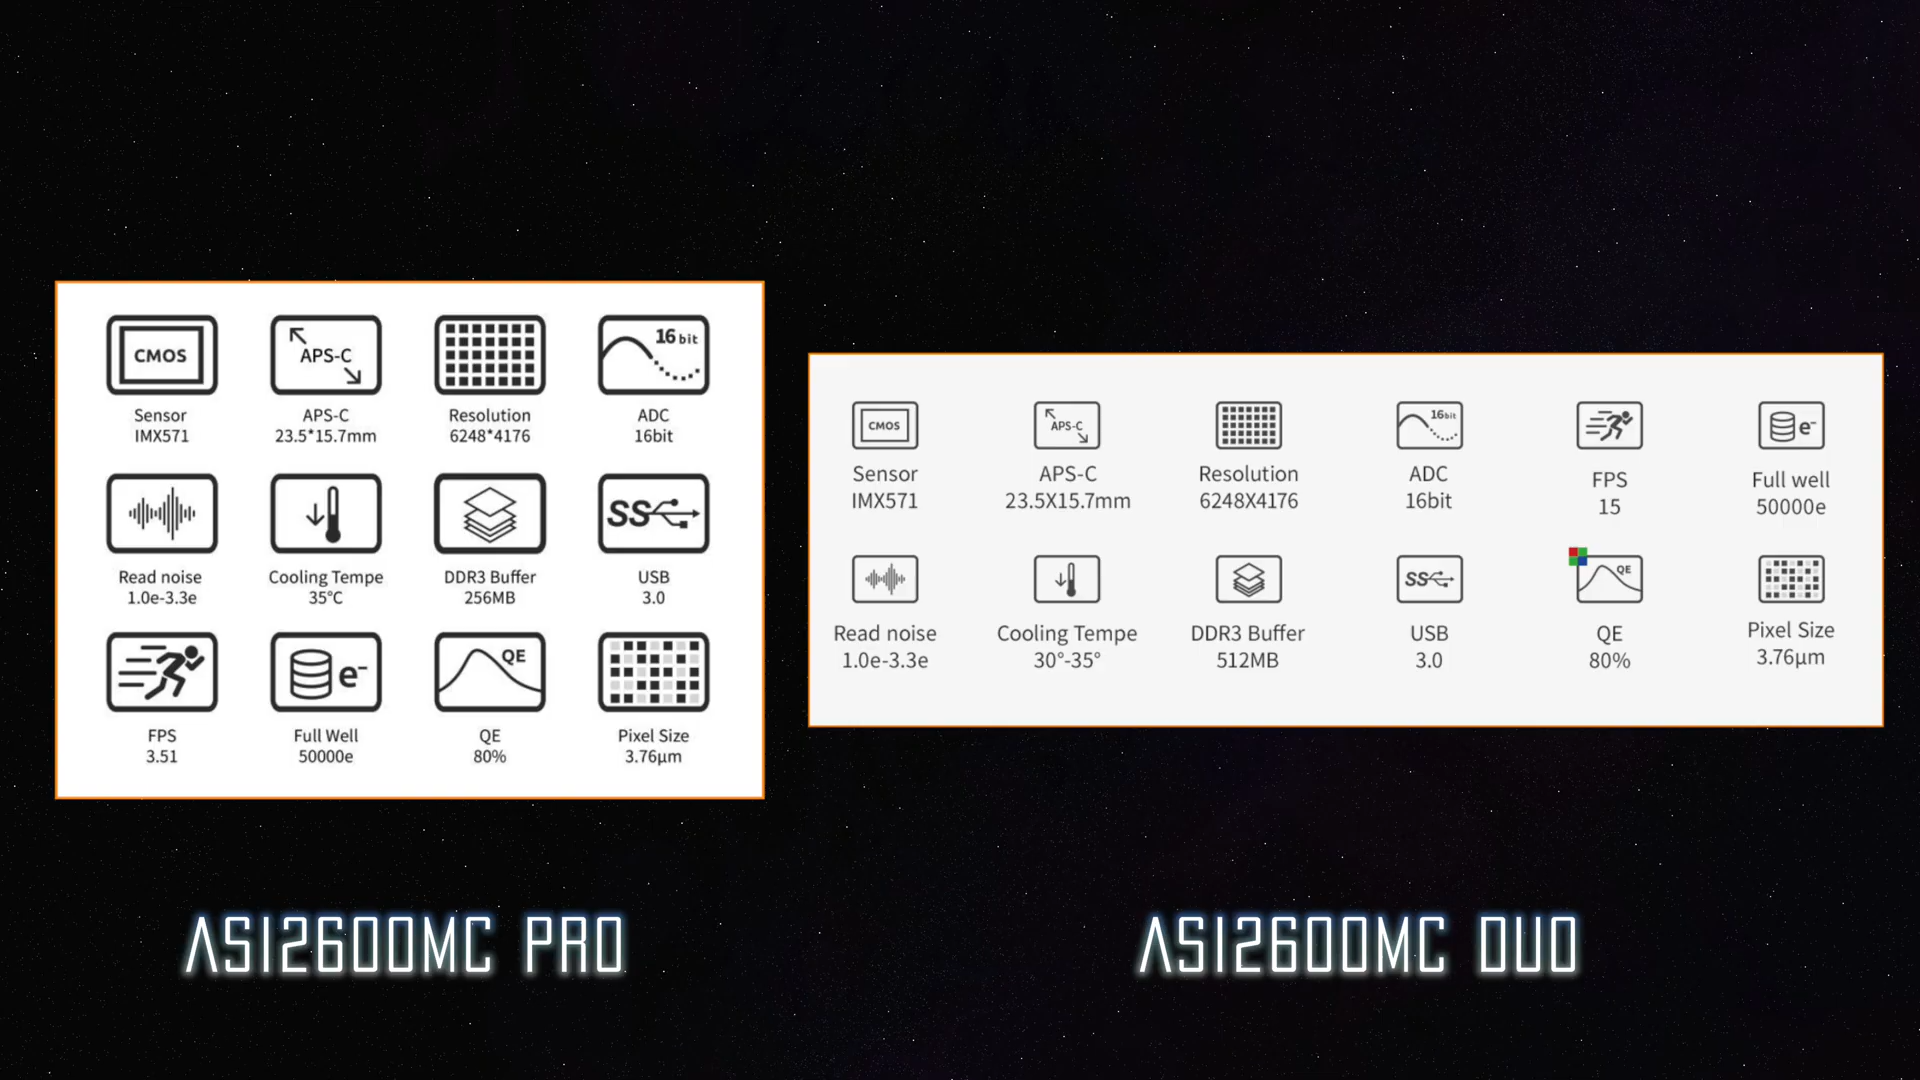 CMOS
APS-C
16 bit
Sensor
IMX571
APS-C
23.5*15.7mm
Resolution
6248*4176
ADC
16bit
SS
Read noise
1.0e-3.3e
Cooling Tempe
35°C
DDR3 Buffer
256MB
USB
3.0
e⁻
QE
FPS
3.51
Full Well
50000e
QE
80%
Pixel Size
3.76µm
CMOS
APS-C
16bit
e⁻
Sensor
IMX571
APS-C
23.5X15.7mm
Resolution
6248X4176
ADC
16bit
FPS
15
Full well
50000e
SS
QE
Read noise
1.0e-3.3e
Cooling Tempe
30°-35°
DDR3 Buffer
512MB
USB
3.0
QE
80%
Pixel Size
3.76µm
ASI2600MC PRO
ASI2600MC DUO